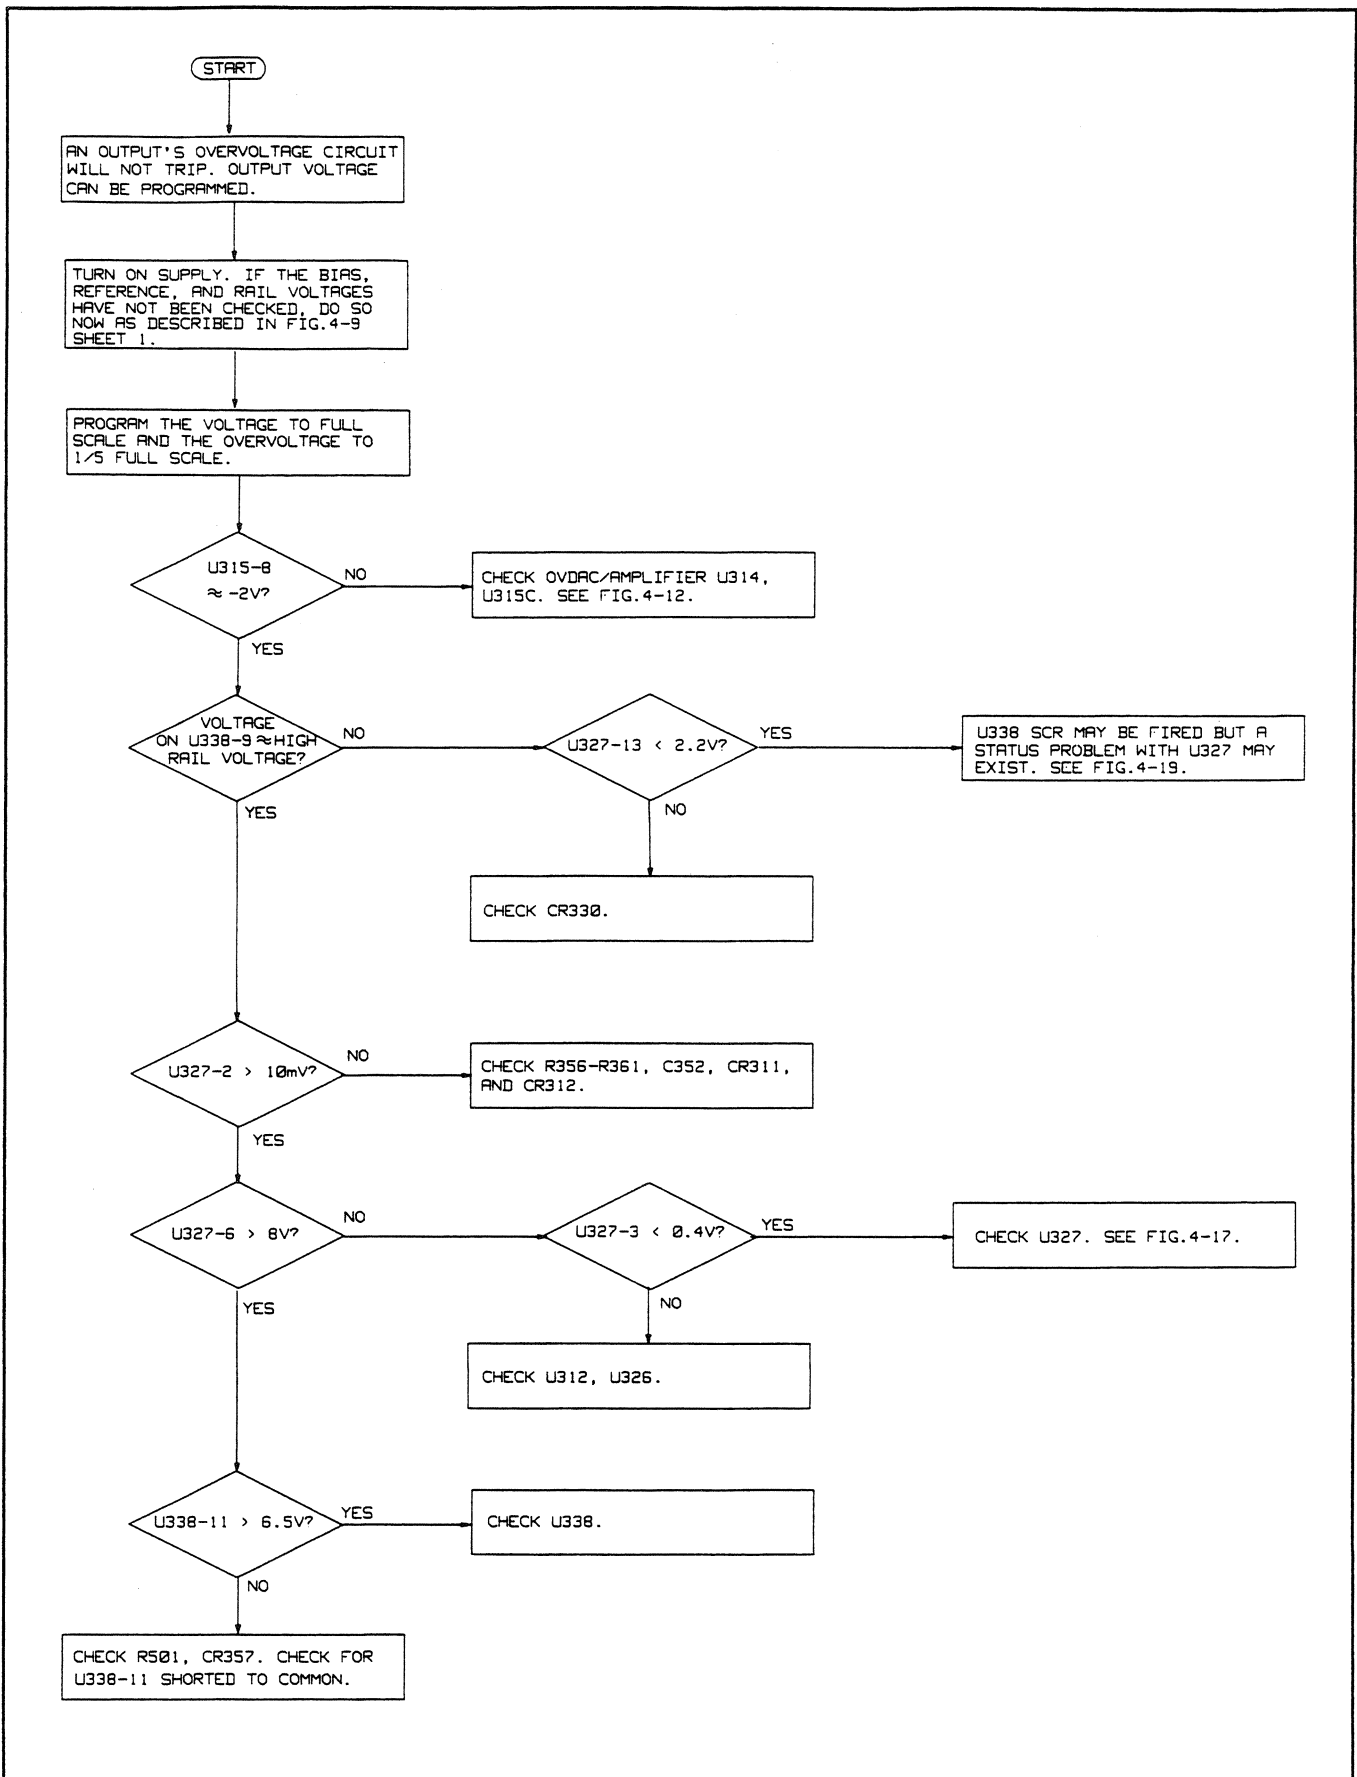 START
AN OUTPUT'S OVERVOLTAGE CIRCUIT
WILL NOT TRIP. OUTPUT VOLTAGE
CAN BE PROGRAMMED.
TURN ON SUPPLY. IF THE BIAS,
REFERENCE, AND RAIL VOLTAGES
HAVE NOT BEEN CHECKED, DO SO
NOW AS DESCRIBED IN FIG.4-9
SHEET 1.
PROGRAM THE VOLTAGE TO FULL
SCALE AND THE OVERVOLTAGE TO
1/5 FULL SCALE.
U315-8
≈ -2V?
NO
CHECK OVDAC/AMPLIFIER U314,
U315C. SEE FIG.4-12.
YES
VOLTAGE
ON U338-9≈HIGH
RAIL VOLTAGE?
NO
U327-13 < 2.2V?
YES
U338 SCR MAY BE FIRED BUT A
STATUS PROBLEM WITH U327 MAY
EXIST. SEE FIG.4-19.
YES
NO
CHECK CR330.
U327-2 > 10mV?
NO
CHECK R356-R361, C352, CR311,
AND CR312.
YES
U327-6 > 8V?
NO
U327-3 < 0.4V?
YES
CHECK U327. SEE FIG.4-17.
YES
NO
CHECK U312, U326.
U338-11 > 6.5V?
YES
CHECK U338.
NO
CHECK R501, CR357. CHECK FOR
U338-11 SHORTED TO COMMON.